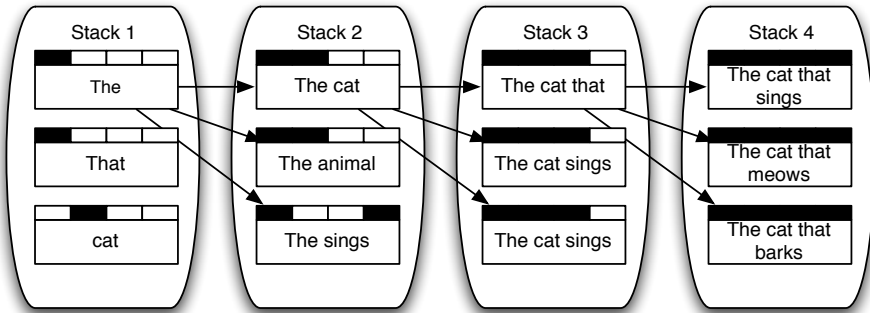 Stack 1
The
That
cat
Stack 2
The cat
The animal
The sings
Stack 3
The cat that
The cat sings
The cat sings
Stack 4
The cat that
sings
The cat that
meows
The cat that
barks